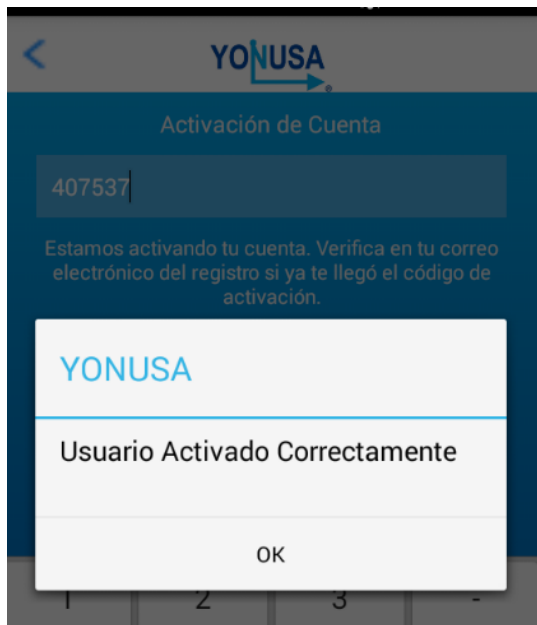 YONUSA
Activación de Cuenta
407537
Estamos activando tu cuenta. Verifica en tu correo
electrónico del registro si ya te llegó el código de
activación.
YONUSA
Usuario Activado Correctamente
OK
1 2 3 -